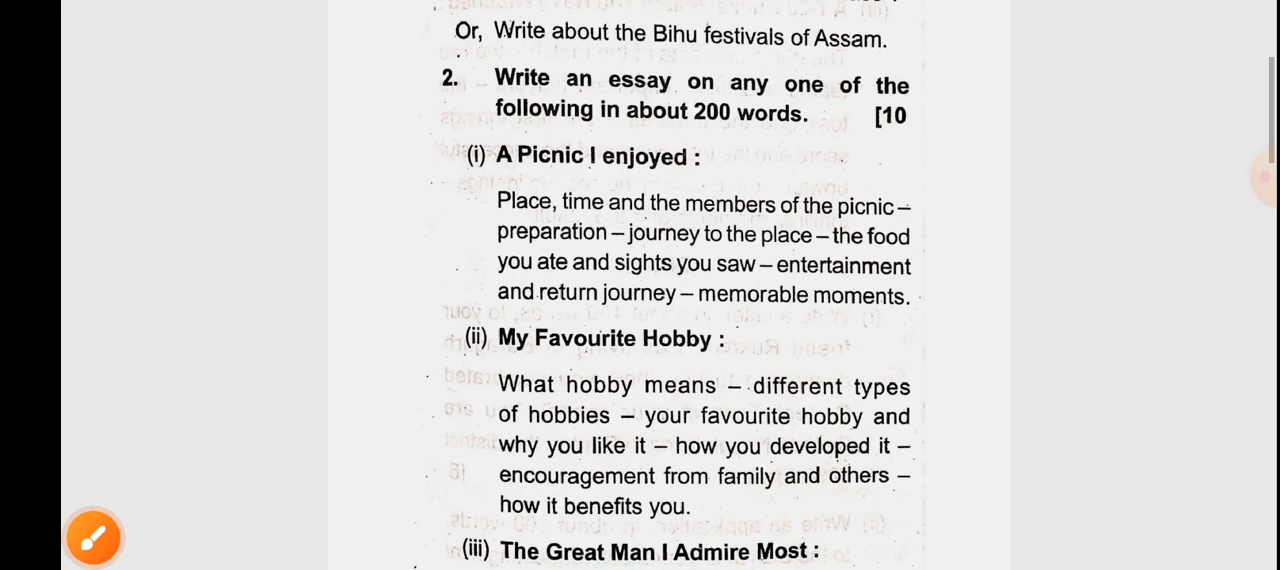 Or, Write about the Bihu festivals of Assam.
2. Write an essay on any one of the
following in about 200 words. [10
(i) A Picnic I enjoyed :
Place, time and the members of the picnic –
preparation – journey to the place – the food
you ate and sights you saw – entertainment
and return journey – memorable moments.
(ii) My Favourite Hobby :
What hobby means – different types
of hobbies – your favourite hobby and
why you like it – how you developed it –
encouragement from family and others –
how it benefits you.
(iii) The Great Man I Admire Most :